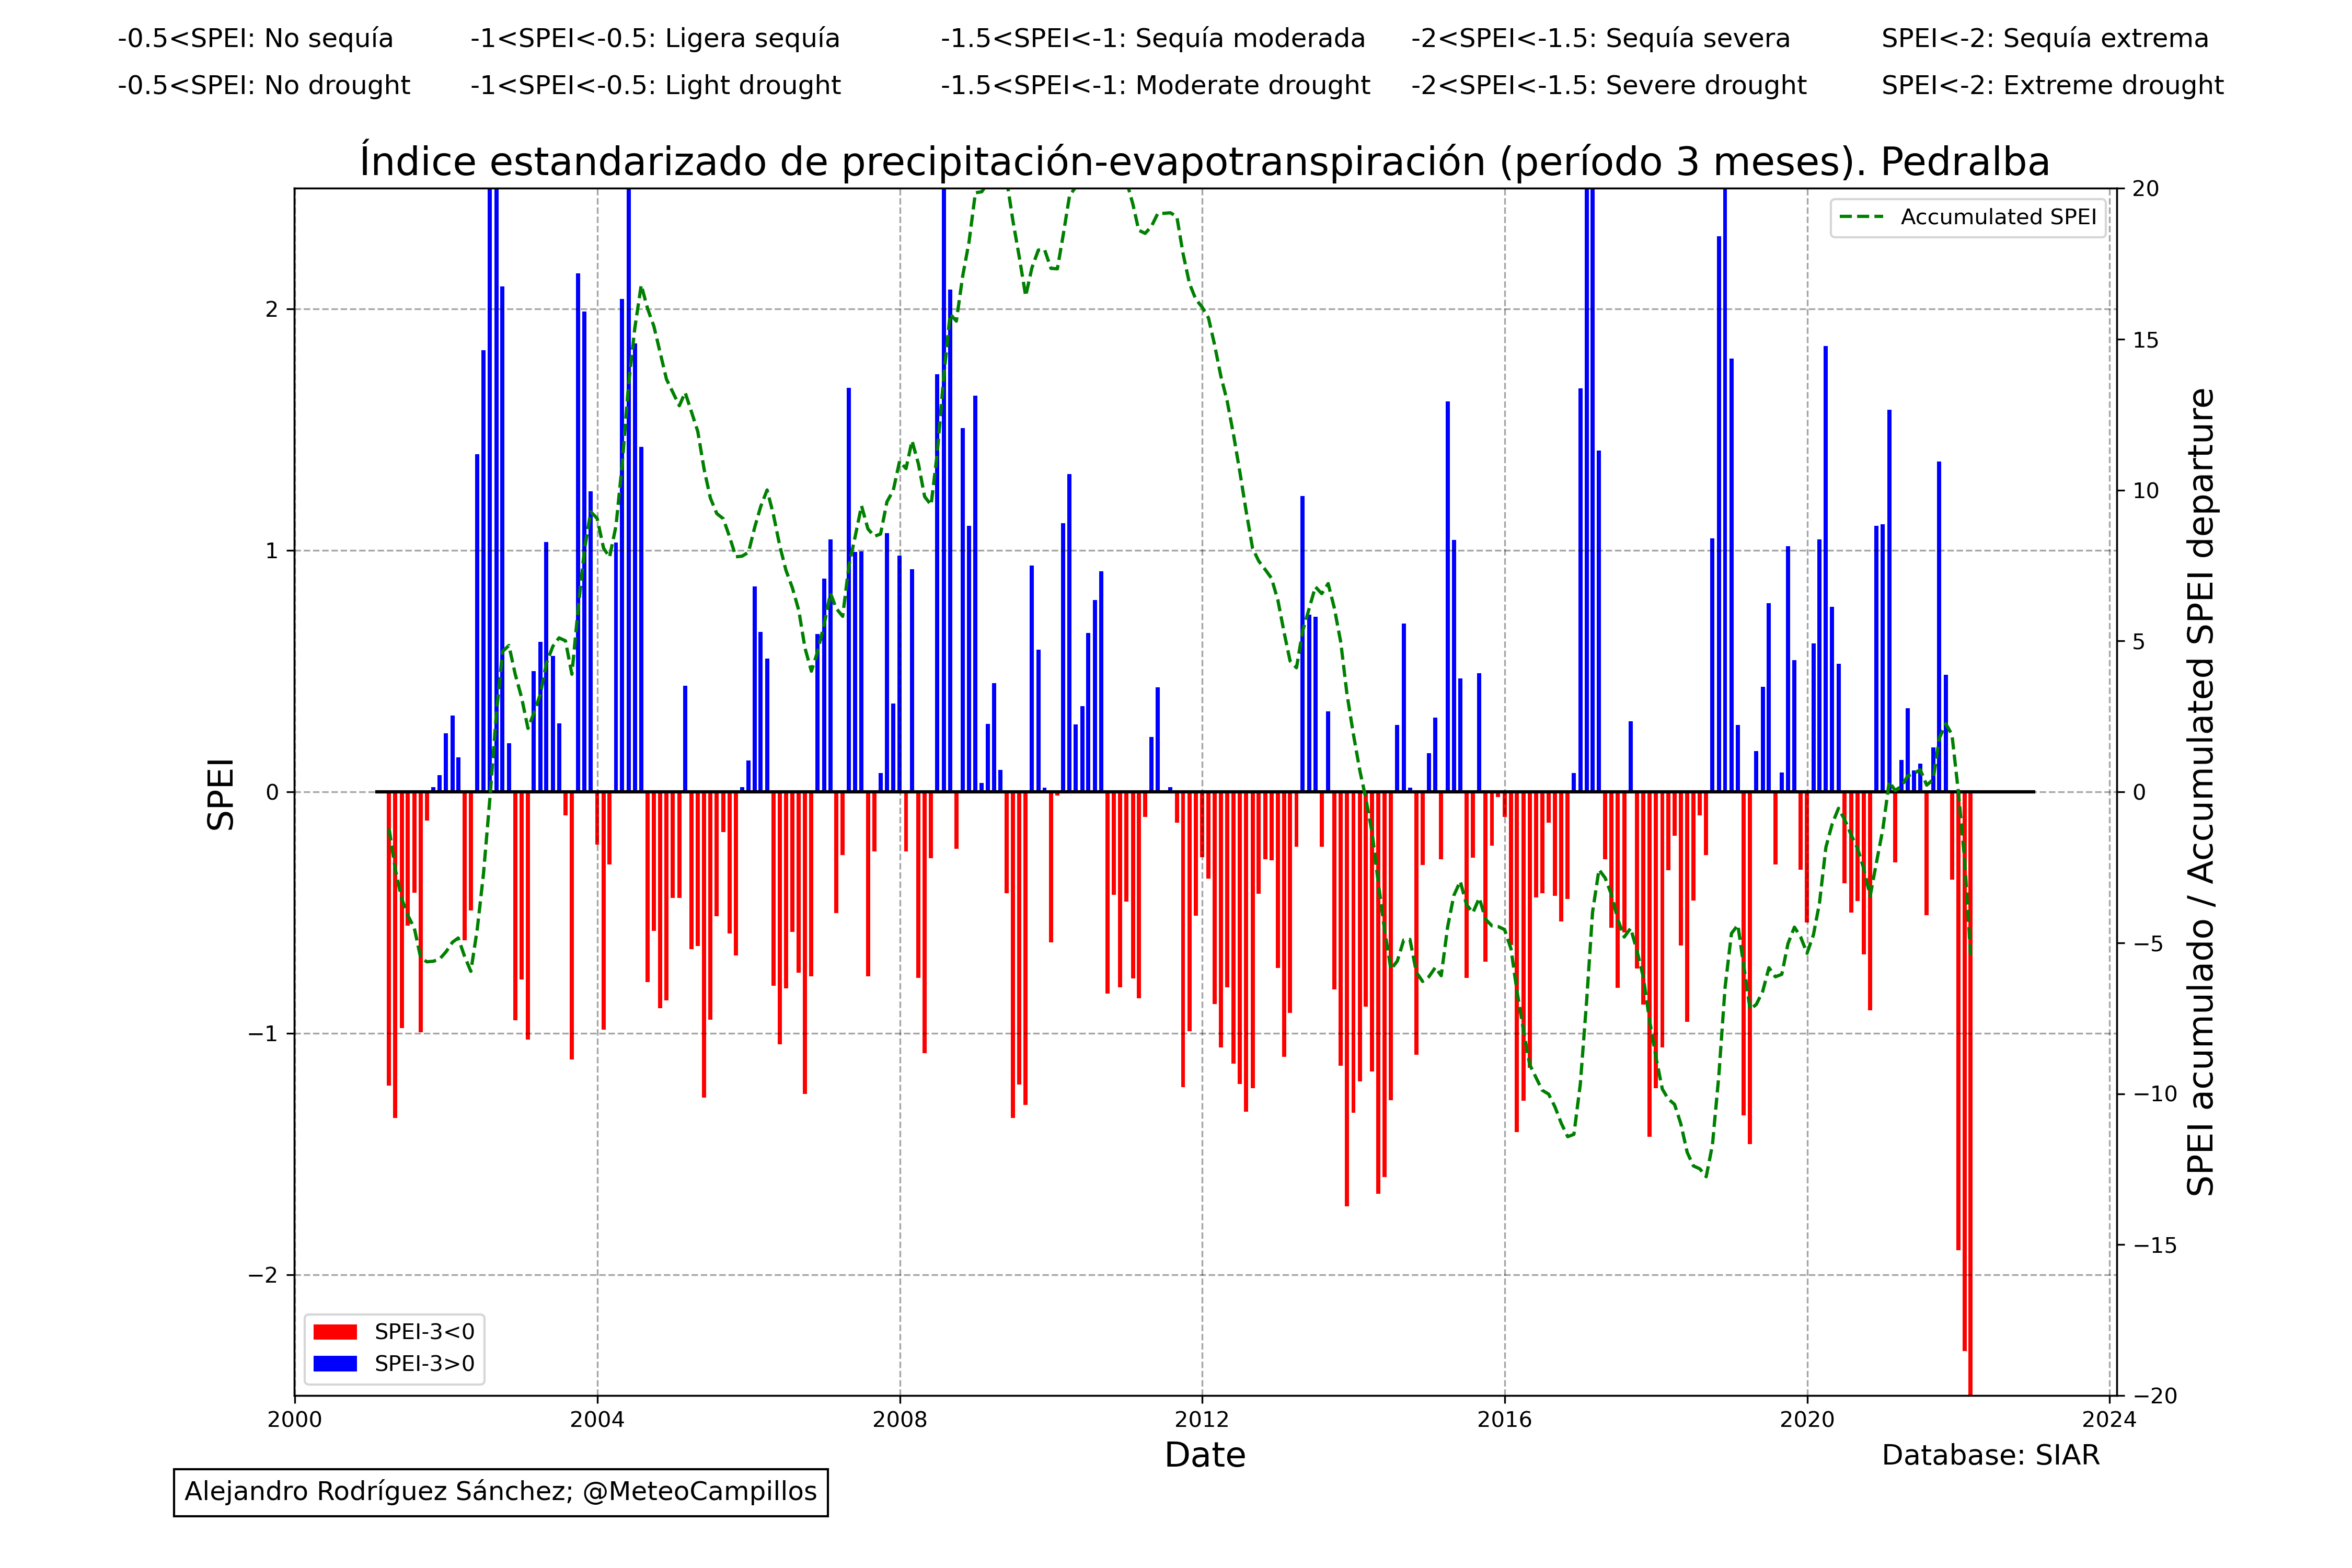 -0.5<SPEI: No sequía -1<SPEI<-0.5: Ligera sequía -1.5<SPEI<-1: Sequía moderada -2<SPEI<-1.5: Sequía severa SPEI<-2: Sequía extrema
-0.5<SPEI: No drought -1<SPEI<-0.5: Light drought -1.5<SPEI<-1: Moderate drought -2<SPEI<-1.5: Severe drought SPEI<-2: Extreme drought
Índice estandarizado de precipitación-evapotranspiración (período 3 meses). Pedralba
Accumulated SPEI
SPEI
2
1
0
−1
−2
20
15
10
5
0
−5
−10
−15
−20
SPEI acumulado / Accumulated SPEI departure
SPEI-3<0
SPEI-3>0
2000 2004 2008 2012 2016 2020 2024
Date
Database: SIAR
Alejandro Rodríguez Sánchez; @MeteoCampillos